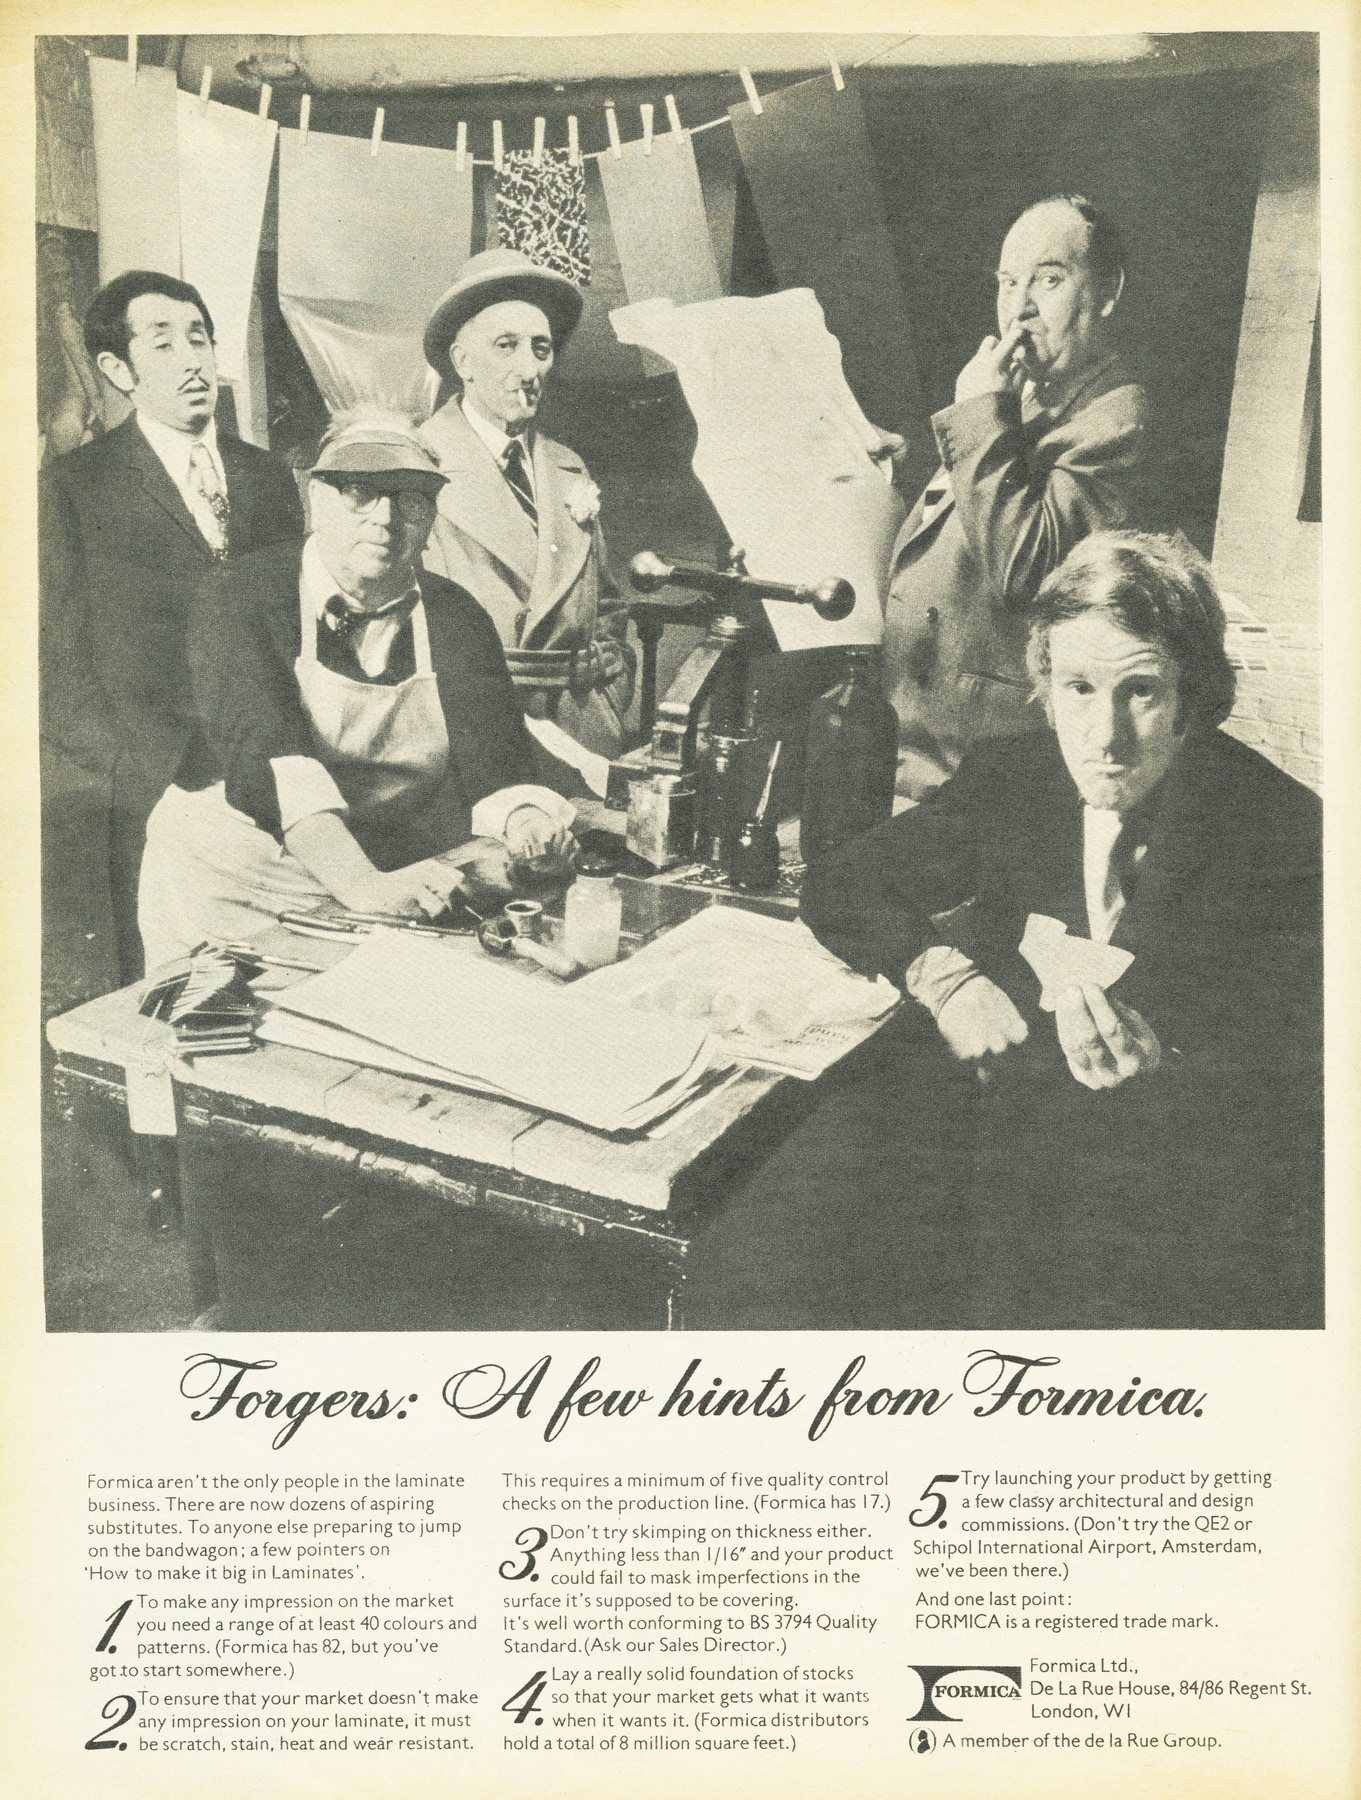 Forgers: A few hints from Formica.
Formica aren't the only people in the laminate
business. There are now dozens of aspiring
substitutes. To anyone else preparing to jump
on the bandwagon; a few pointers on
'How to make it big in Laminates'.
1. To make any impression on the market
you need a range of at least 40 colours and
patterns. (Formica has 82, but you've
got to start somewhere.)
2. To ensure that your market doesn't make
any impression on your laminate, it must
be scratch, stain, heat and wear resistant.
This requires a minimum of five quality control
checks on the production line. (Formica has 17.)
3. Don't try skimping on thickness either.
Anything less than 1/16" and your product
could fail to mask imperfections in the
surface it's supposed to be covering.
It's well worth conforming to BS 3794 Quality
Standard. (Ask our Sales Director.)
4. Lay a really solid foundation of stocks
so that your market gets what it wants
when it wants it. (Formica distributors
hold a total of 8 million square feet.)
5. Try launching your product by getting
a few classy architectural and design
commissions. (Don't try the QE2 or
Schipol International Airport, Amsterdam,
we've been there.)
And one last point:
FORMICA is a registered trade mark.
FORMICA
Formica Ltd.,
De La Rue House, 84/86 Regent St.
London, W1
A member of the de la Rue Group.